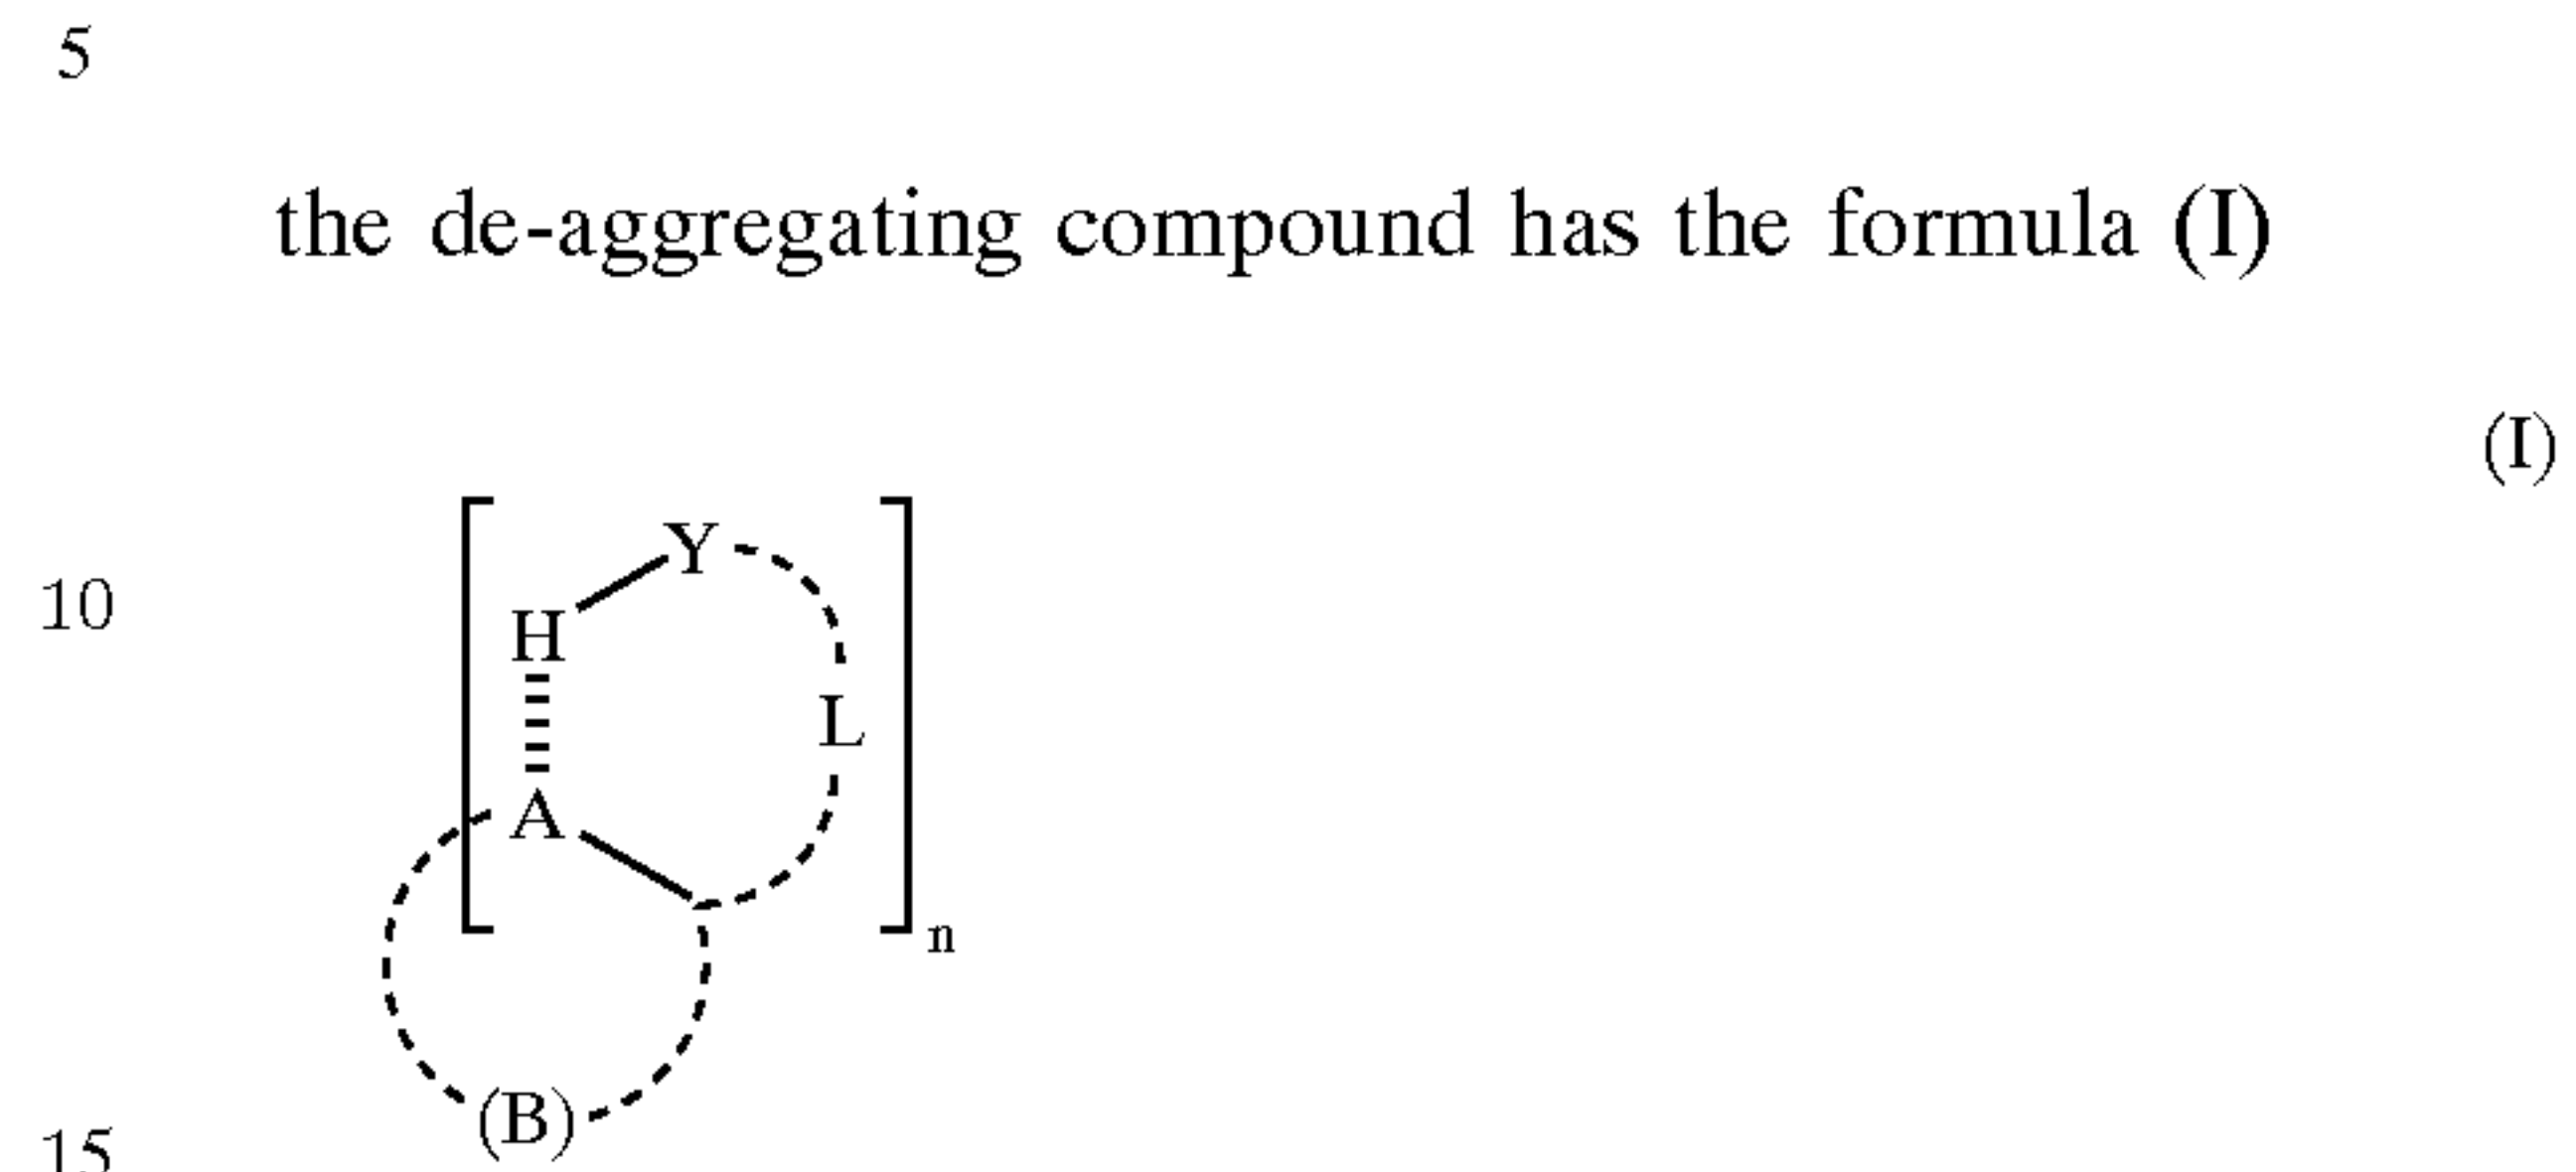 5
the de-aggregating compound has the formula (I)
(I)
Y
10
H
L
A
n
(B)
15